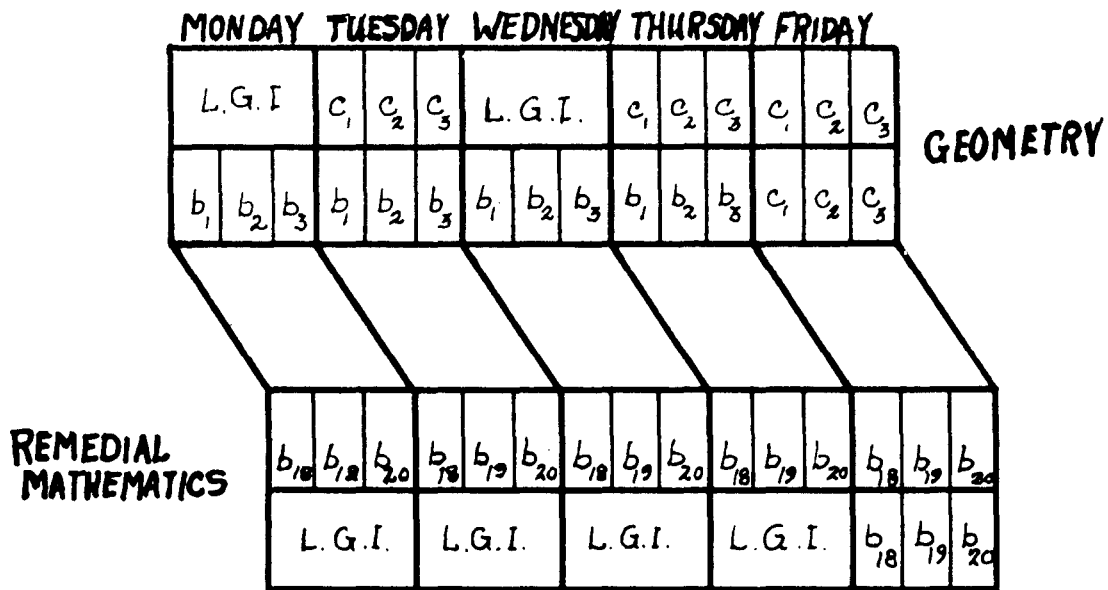 MONDAY TUESDAY WEDNESDAY THURSDAY FRIDAY
L.G.I c₁ c₂ c₃ L.G.I. c₁ c₂ c₃ c₁ c₂ c₃
GEOMETRY
b₁ b₂ b₃ b₁ b₂ b₃ b₁ b₂ b₃ b₁ b₂ b₃ c₁ c₂ c₃
REMEDIAL
MATHEMATICS
b₁₈ b₁₉ b₂₀ b₁₈ b₁₉ b₂₀ b₁₈ b₁₉ b₂₀ b₁₈ b₁₉ b₂₀ b₁₈ b₁₉ b₂₀
L.G.I. L.G.I. L.G.I. L.G.I. b₁₈ b₁₉ b₂₀